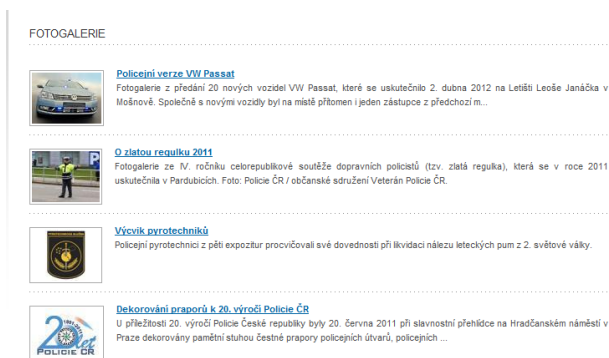 FOTOGALERIE
Policejní verze VW Passat
Fotogalerie z předání 20 nových vozidel VW Passat, které se uskutečnilo 2. dubna 2012 na Letišti Leoše Janáčka v
Mošnově. Společně s novými vozidly byl na místě přítomen i jeden zástupce z předchozí m...
O zlatou regulku 2011
Fotogalerie ze IV. ročníku celorepublikové soutěže dopravních policistů (tzv. zlatá regulka), která se v roce 2011
uskutečnila v Pardubicích. Foto: Policie ČR / občanské sdružení Veterán Policie ČR.
Výcvik pyrotechniků
Policejní pyrotechnici z pěti expozitur procvičovali své dovednosti při likvidaci nálezu leteckých pum z 2. světové války.
Dekorování praporů k 20. výročí Policie ČR
U příležitosti 20. výročí Policie České republiky byly 20. června 2011 při slavnostní přehlídce na Hradčanském náměstí v
Praze dekorovány pamětní stuhou čestné prapory policejních útvarů, policejních ...
20 let
POLICIE ČR